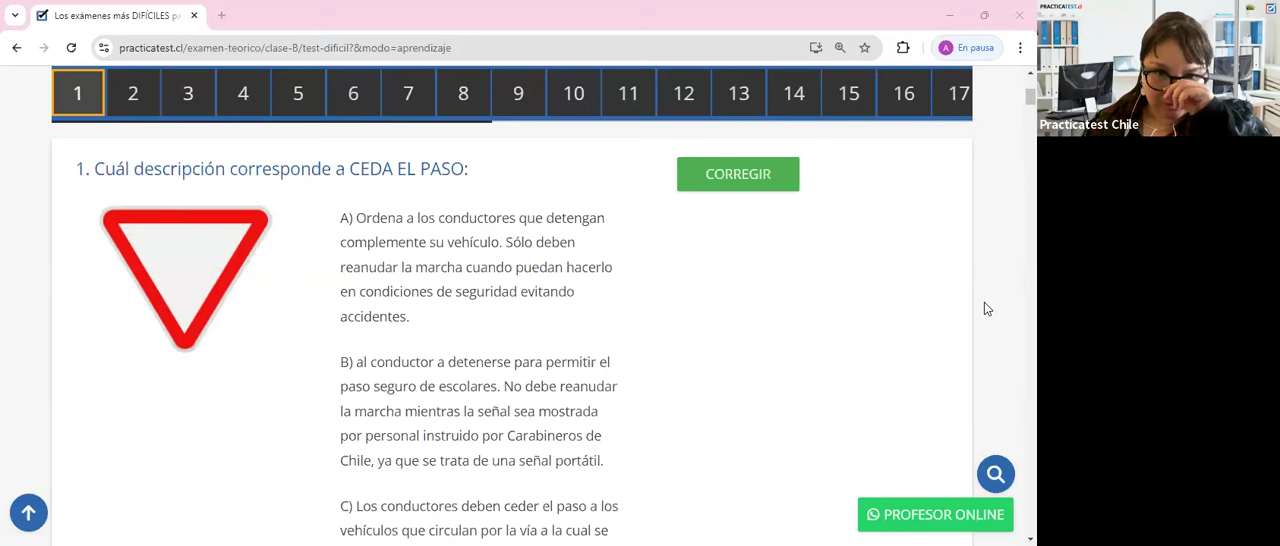 Los exámenes más DIFÍCILES pa
practicatest.cl/examen-teorico/clase-B/test-dificil?&modo=aprendizaje
A
En pausa
PRACTICATEST.CL
Practicatest Chile
1 2 3 4 5 6 7 8 9 10 11 12 13 14 15 16 17
1. Cuál descripción corresponde a CEDA EL PASO:
CORREGIR
A) Ordena a los conductores que detengan
complemente su vehículo. Sólo deben
reanudar la marcha cuando puedan hacerlo
en condiciones de seguridad evitando
accidentes.
B) al conductor a detenerse para permitir el
paso seguro de escolares. No debe reanudar
la marcha mientras la señal sea mostrada
por personal instruido por Carabineros de
Chile, ya que se trata de una señal portátil.
C) Los conductores deben ceder el paso a los
vehículos que circulan por la vía a la cual se
PROFESOR ONLINE